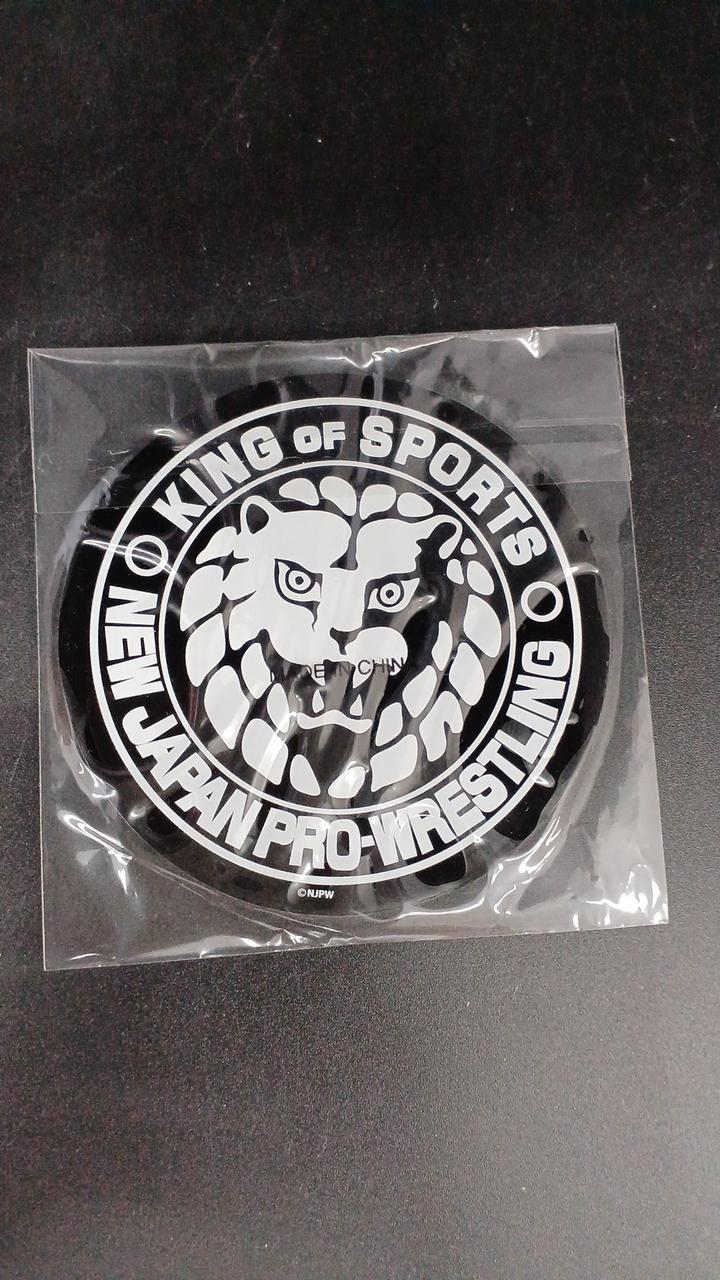 KING OF SPORTS
MADE IN CHINA
NEW JAPAN PRO-WRESTLING
©NJPW